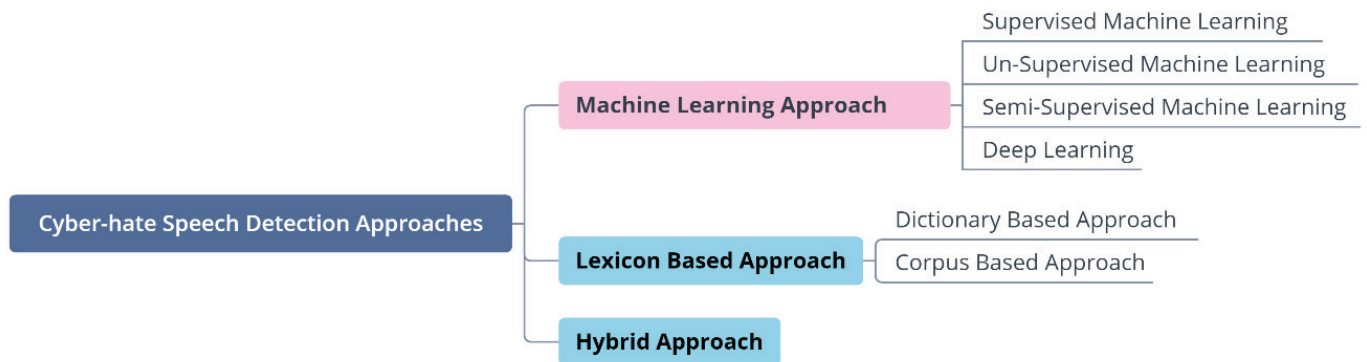 Cyber-hate Speech Detection Approaches
Machine Learning Approach
Supervised Machine Learning
Un-Supervised Machine Learning
Semi-Supervised Machine Learning
Deep Learning
Lexicon Based Approach
Dictionary Based Approach
Corpus Based Approach
Hybrid Approach